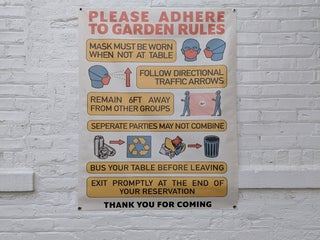 PLEASE ADHERE
TO GARDEN RULES
MASK MUST BE WORN
WHEN NOT AT TABLE
FOLLOW DIRECTIONAL
TRAFFIC ARROWS
REMAIN 6FT AWAY
FROM OTHER GROUPS
SEPERATE PARTIES MAY NOT COMBINE
BUS YOUR TABLE BEFORE LEAVING
EXIT PROMPTLY AT THE END OF
YOUR RESERVATION
THANK YOU FOR COMING